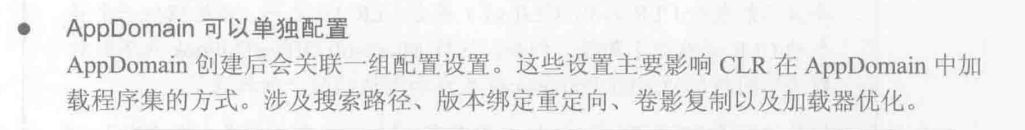 ● AppDomain 可以单独配置
AppDomain 创建后会关联一组配置设置。这些设置主要影响 CLR 在 AppDomain 中加
载程序集的方式。涉及搜索路径、版本绑定重定向、卷影复制以及加载器优化。